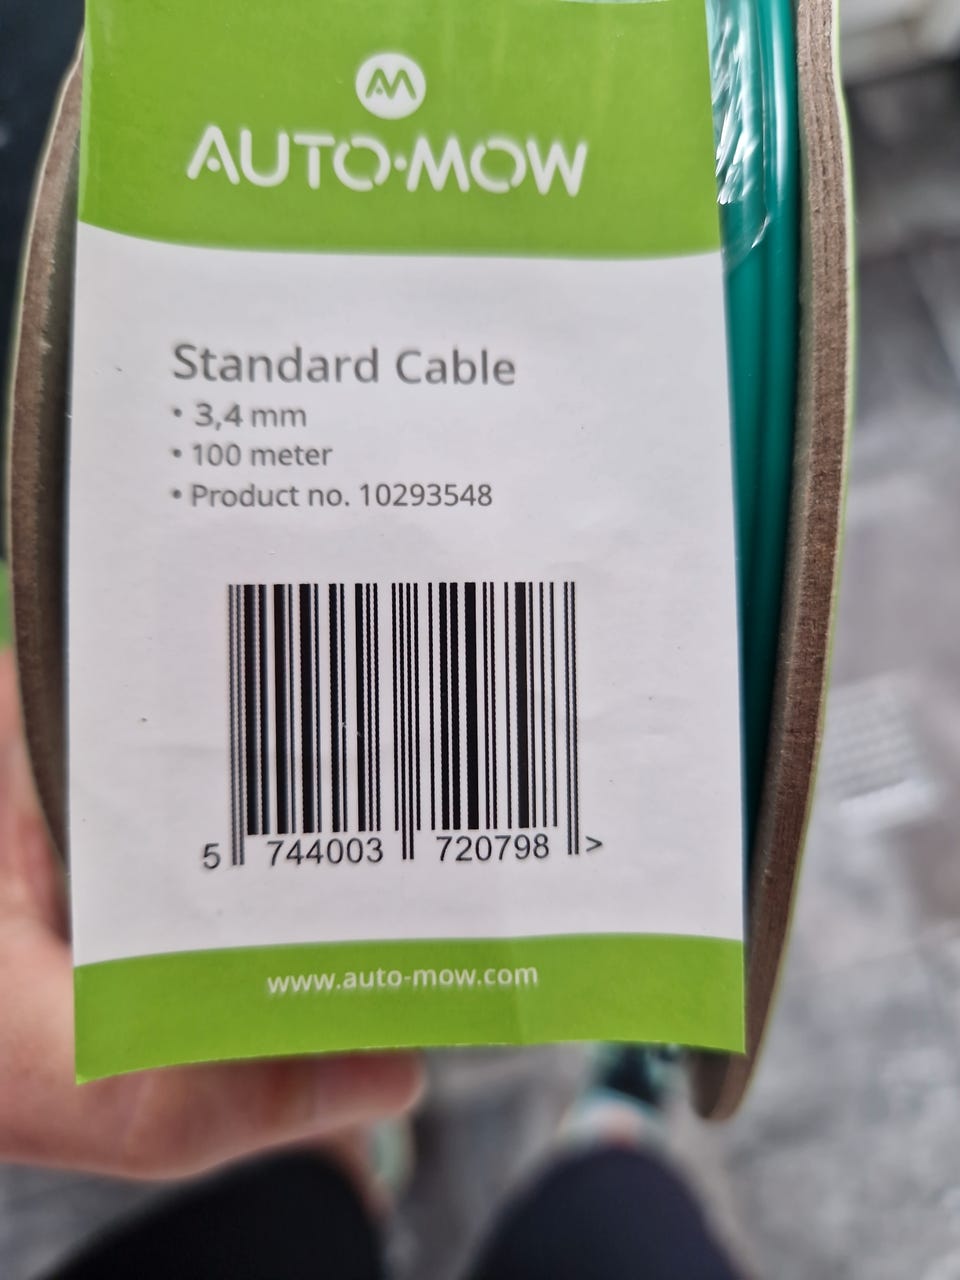 AM
AUTO·MOW
Standard Cable
• 3,4 mm
• 100 meter
• Product no. 10293548
5 744003 720798 >
www.auto-mow.com